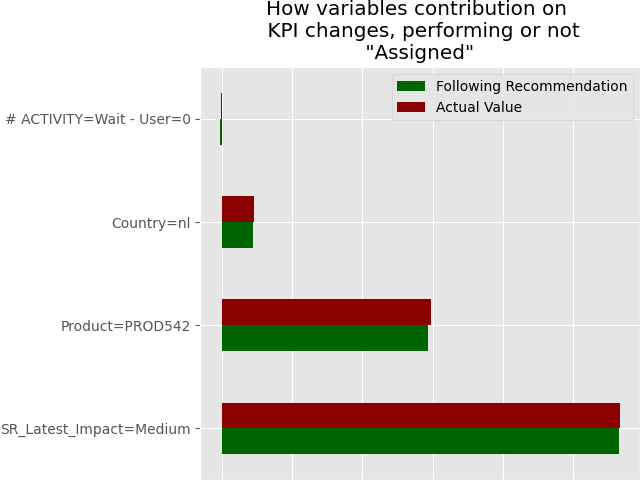 How variables contribution on
KPI changes, performing or not
"Assigned"
Following Recommendation
Actual Value
# ACTIVITY=Wait - User=0
Country=nl
Product=PROD542
SR_Latest_Impact=Medium